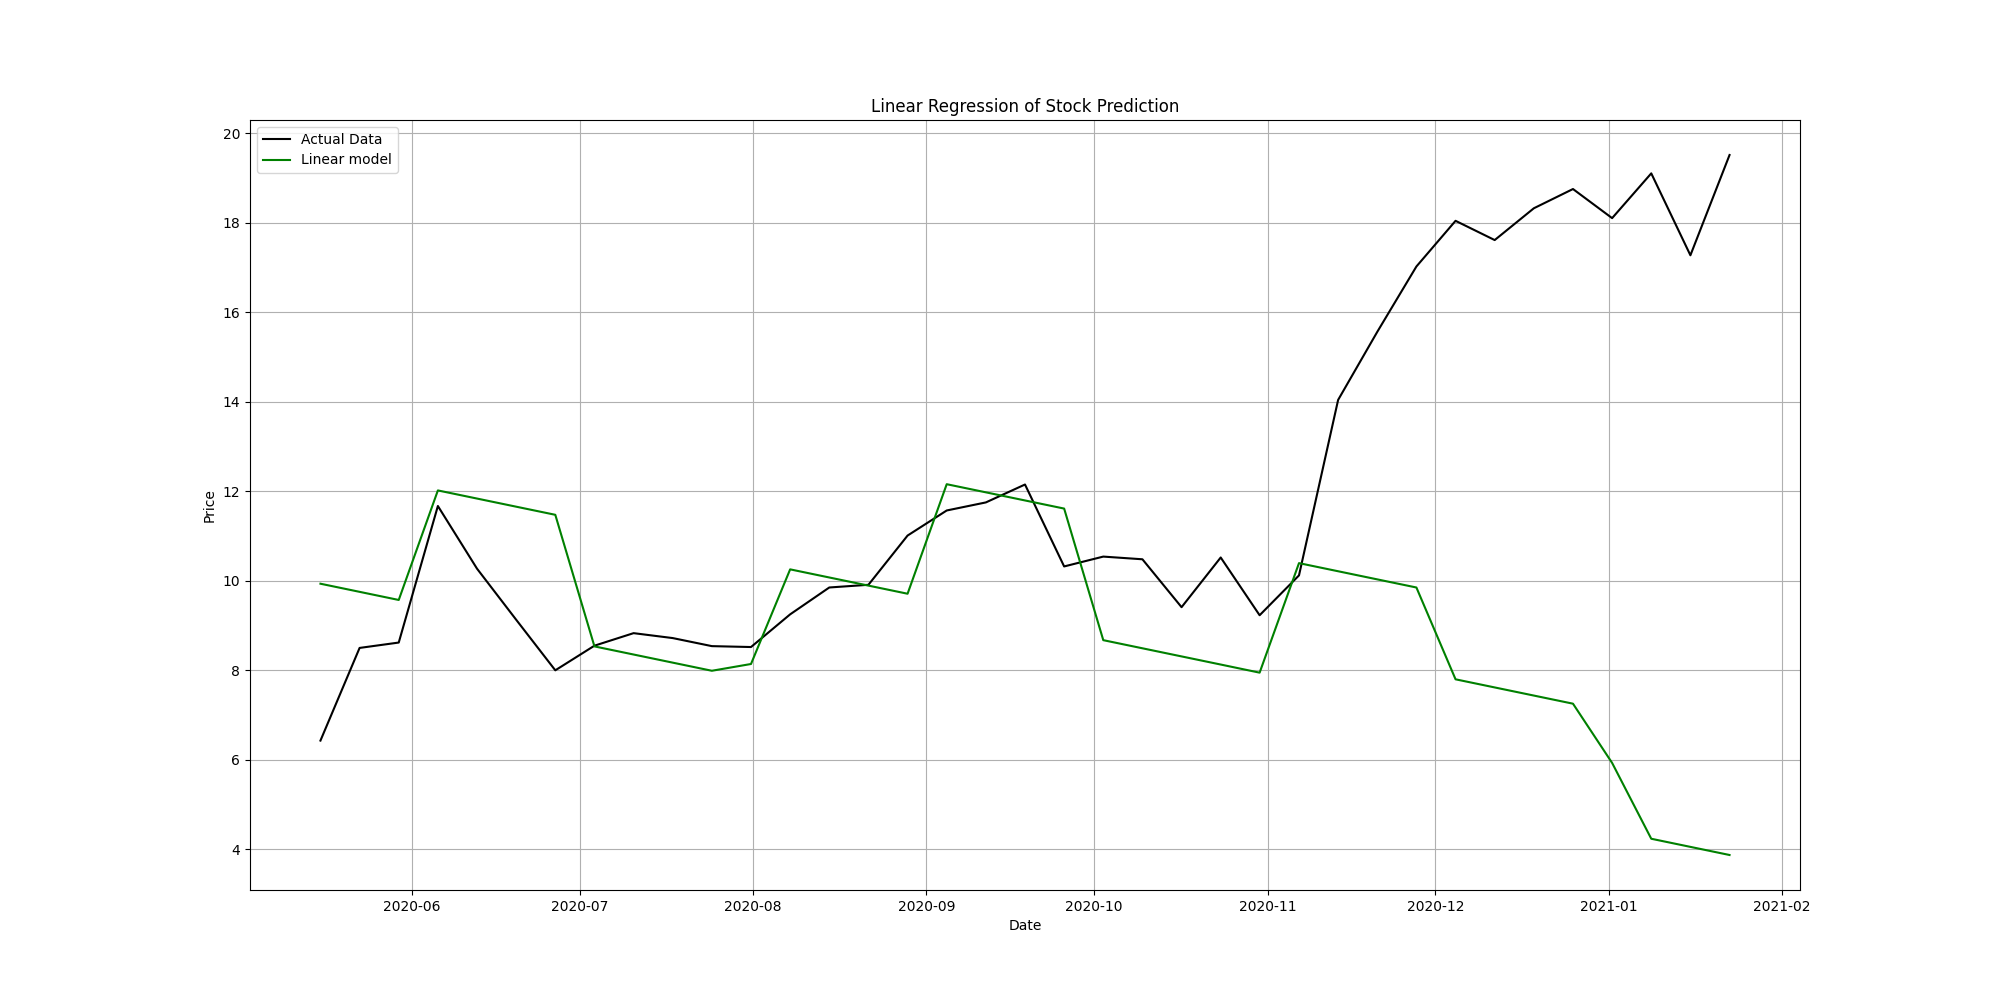 Linear Regression of Stock Prediction
Actual Data
Linear model
20
18
16
14
12
10
8
6
4
Price
2020-06 2020-07 2020-08 2020-09 2020-10 2020-11 2020-12 2021-01 2021-02
Date